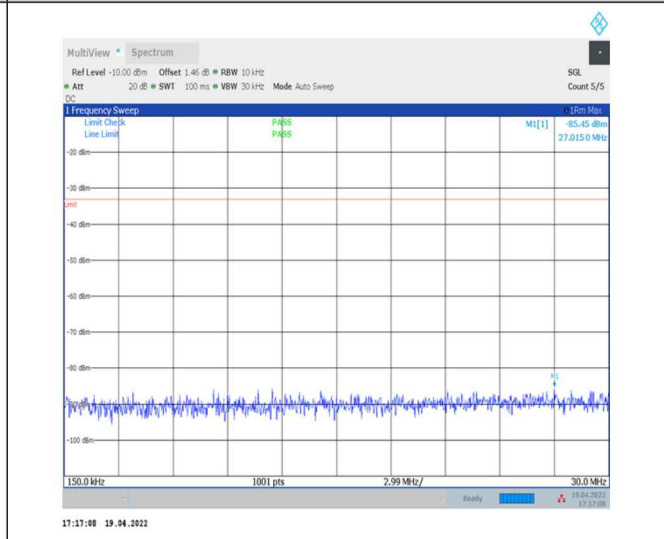 MultiView Spectrum
Ref Level -10.00 dBm Offset 1.46 dB RBW 10 kHz SGL
Att 20 dB SWT 100 ms VBW 30 kHz Mode Auto Sweep Count 5/5
DC
1 Frequency Sweep 1Rm Max
Limit Check PASS M1[1] -85.45 dBm
Line Limit PASS 27.0150 MHz
-20 dBm
-30 dBm
Limit
-40 dBm
-50 dBm
-60 dBm
-70 dBm
-80 dBm
M1
-100 dBm
150.0 kHz 1001 pts 2.99 MHz/ 30.0 MHz
Ready 19.04.2022
17:17:08
17:17:08 19.04.2022